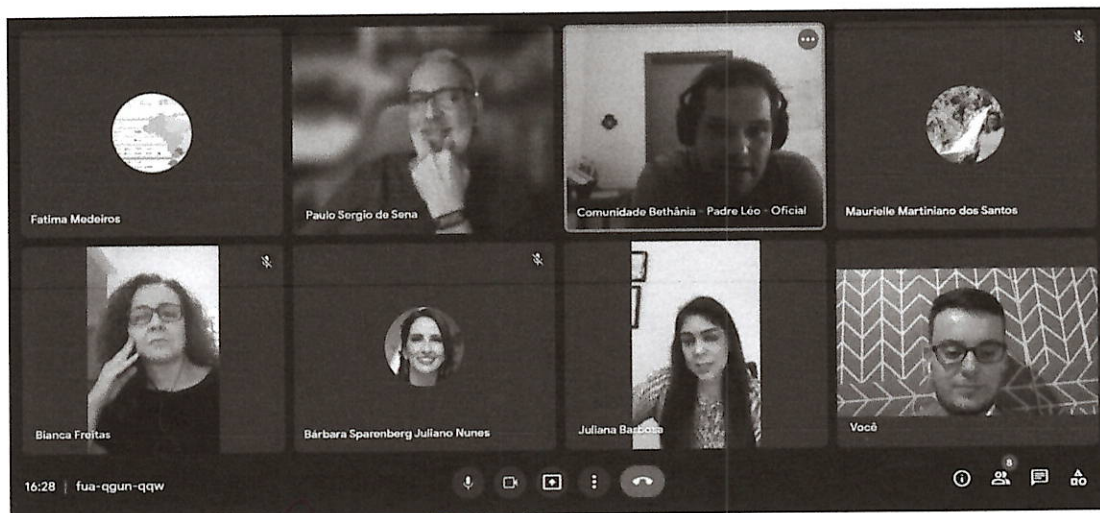 Fatima Medeiros
Paulo Sergio de Sena
Comunidade Bethânia - Padre Léo - Oficial
Maurielle Martiniano dos Santos
Bianca Freitas
Bárbara Sparenberg Juliano Nunes
Juliana Barbosa
Você
16:28 | fua-qgun-qqw
8